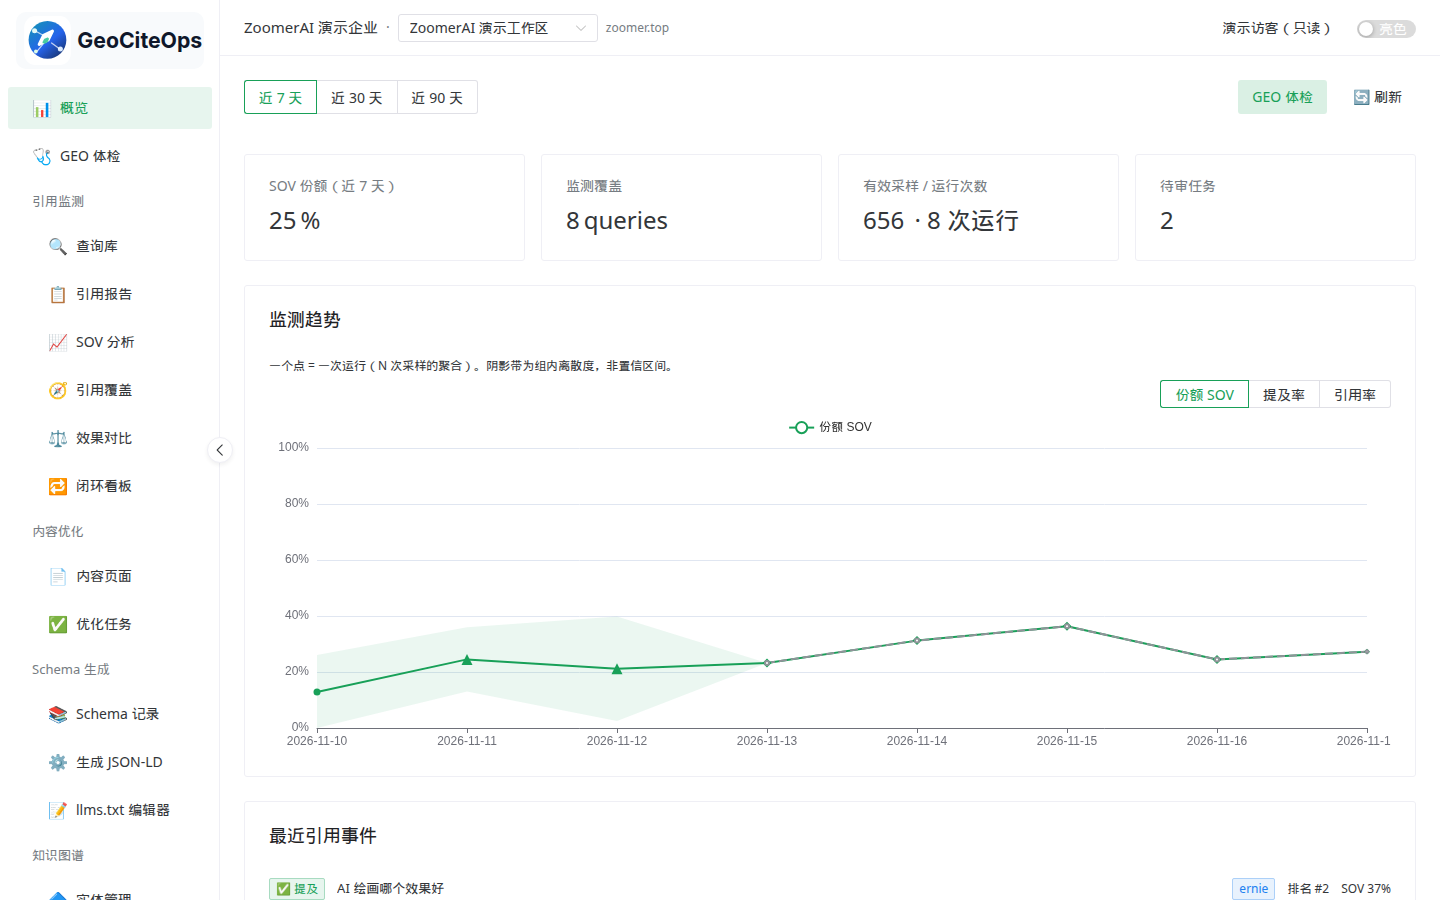 GeoCiteOps
ZoomerAI 演示企业 · ZoomerAI 演示工作区 zoomer.top
演示访客（只读） 亮色
概览
GEO 体检
引用监测
查询库
引用报告
SOV 分析
引用覆盖
效果对比
闭环看板
内容优化
内容页面
优化任务
Schema 生成
Schema 记录
生成 JSON-LD
llms.txt 编辑器
知识图谱
实体管理
近 7 天 近 30 天 近 90 天
GEO 体检 刷新
SOV 份额（近 7 天）
25 %
监测覆盖
8 queries
有效采样 / 运行次数
656 · 8 次运行
待审任务
2
监测趋势
一个点 = 一次运行（N 次采样的聚合）。阴影带为组内离散度，非置信区间。
份额 SOV 提及率 引用率
份额 SOV
100%
80%
60%
40%
20%
0%
2026-11-10 2026-11-11 2026-11-12 2026-11-13 2026-11-14 2026-11-15 2026-11-16 2026-11-1
最近引用事件
提及 AI 绘画哪个效果好 ernie 排名 #2 SOV 37%